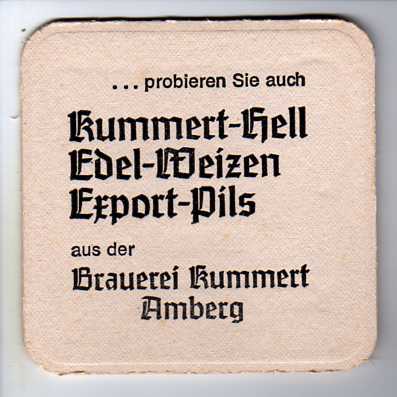 ... probieren Sie auch
Kummert-Hell
Edel-Weizen
Export-Pils
aus der
Brauerei Kummert
Amberg